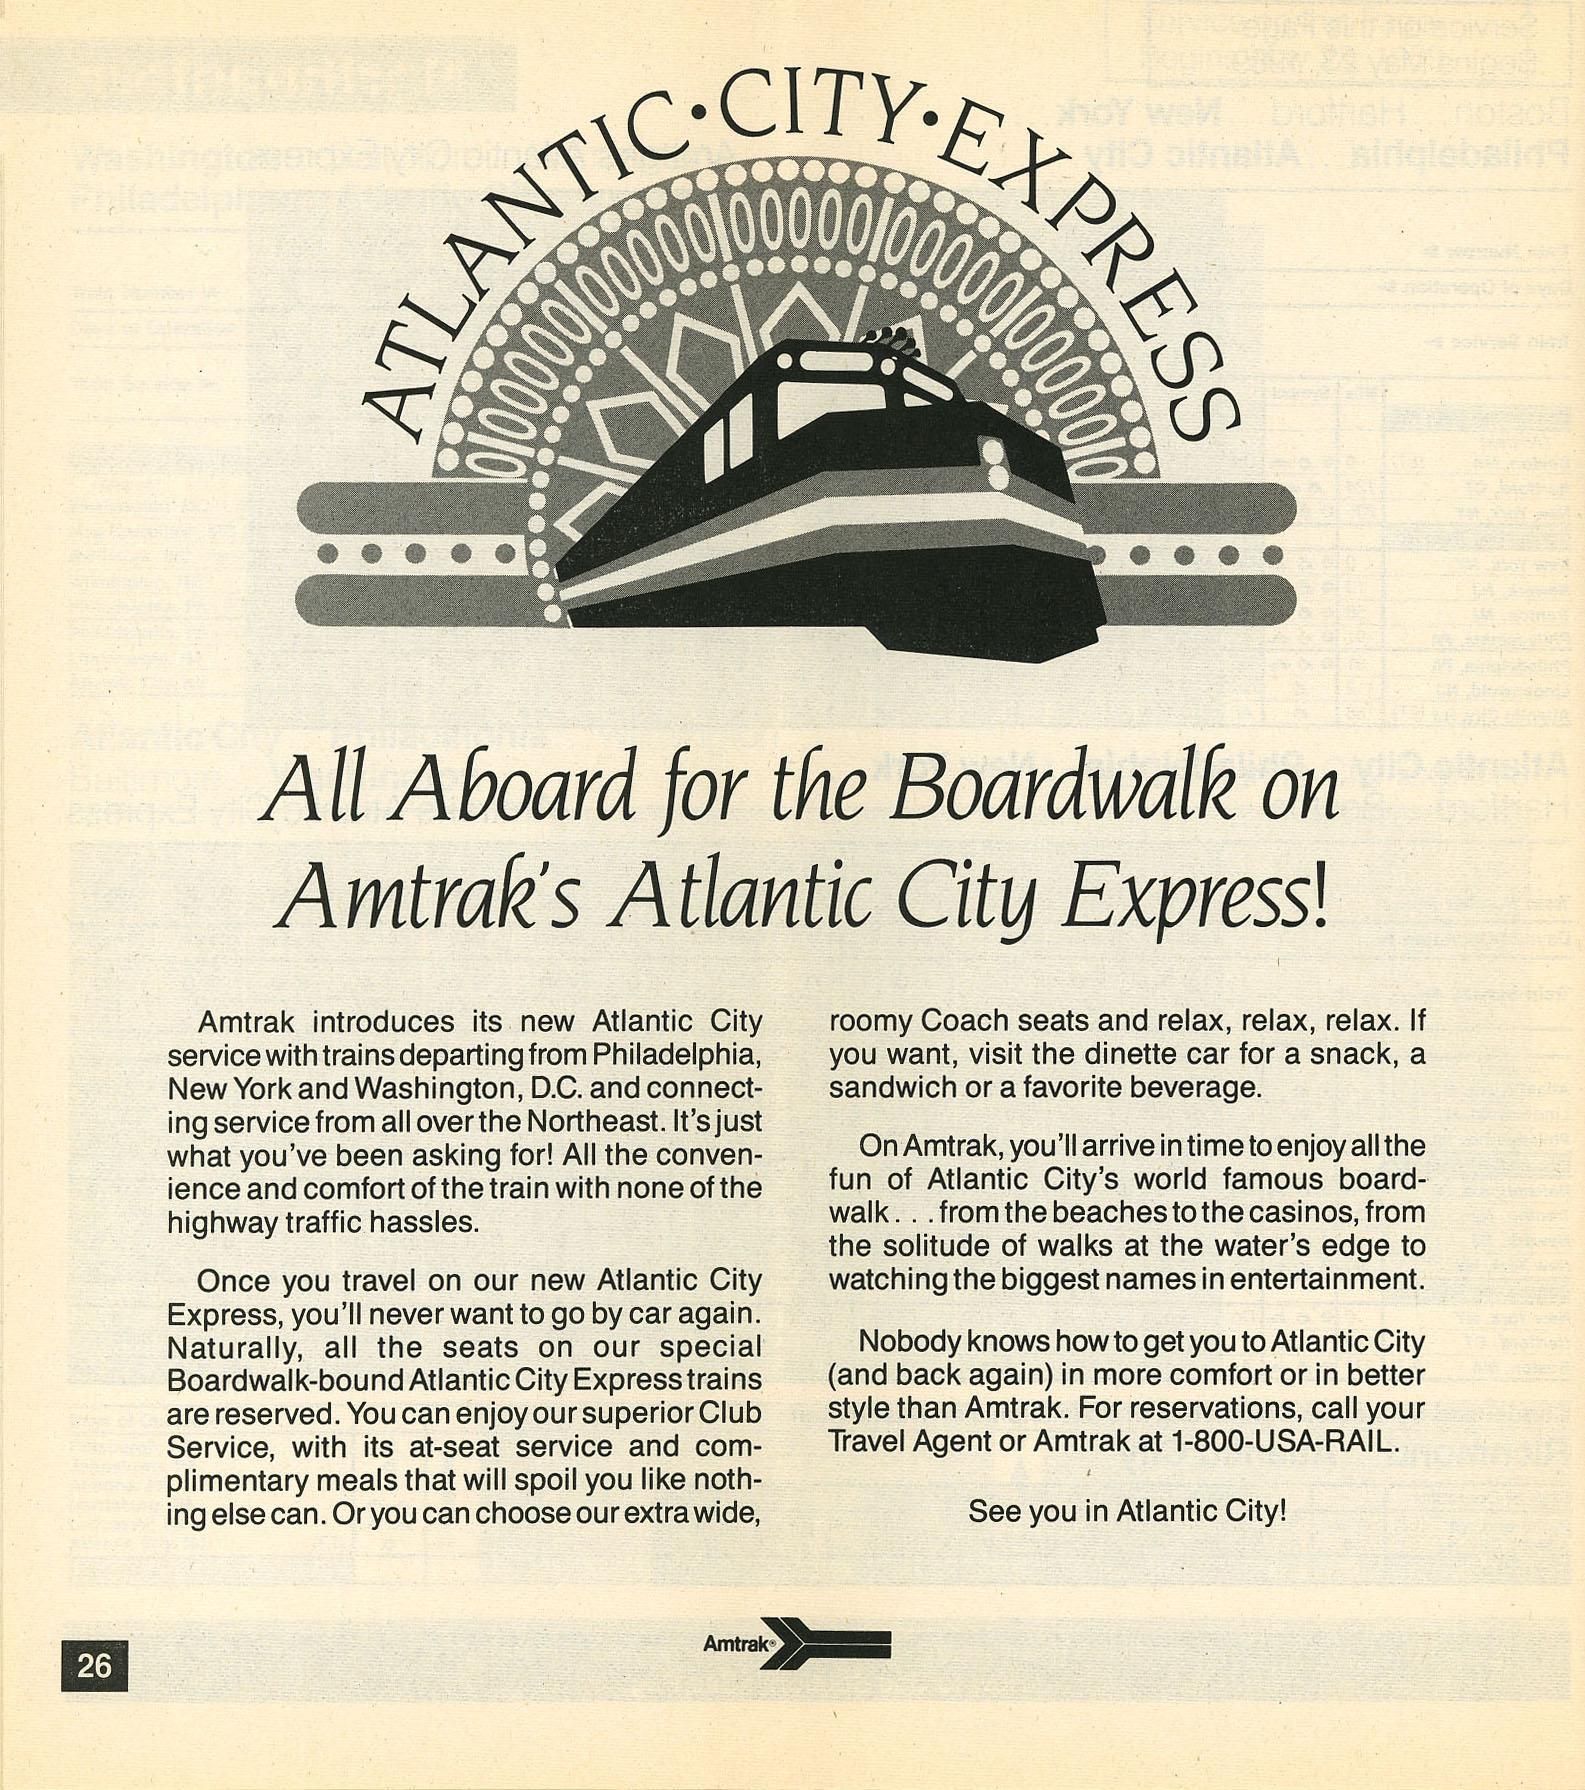 ATLANTIC·CITY·EXPRESS
All Aboard for the Boardwalk on
Amtrak's Atlantic City Express!
Amtrak introduces its new Atlantic City
service with trains departing from Philadelphia,
New York and Washington, D.C. and connect-
ing service from all over the Northeast. It's just
what you've been asking for! All the conven-
ience and comfort of the train with none of the
highway traffic hassles.
Once you travel on our new Atlantic City
Express, you'll never want to go by car again.
Naturally, all the seats on our special
Boardwalk-bound Atlantic City Express trains
are reserved. You can enjoy our superior Club
Service, with its at-seat service and com-
plimentary meals that will spoil you like noth-
ing else can. Or you can choose our extra wide,
roomy Coach seats and relax, relax, relax. If
you want, visit the dinette car for a snack, a
sandwich or a favorite beverage.
On Amtrak, you'll arrive in time to enjoy all the
fun of Atlantic City's world famous board-
walk . . . from the beaches to the casinos, from
the solitude of walks at the water's edge to
watching the biggest names in entertainment.
Nobody knows how to get you to Atlantic City
(and back again) in more comfort or in better
style than Amtrak. For reservations, call your
Travel Agent or Amtrak at 1-800-USA-RAIL.
See you in Atlantic City!
Amtrak®
26